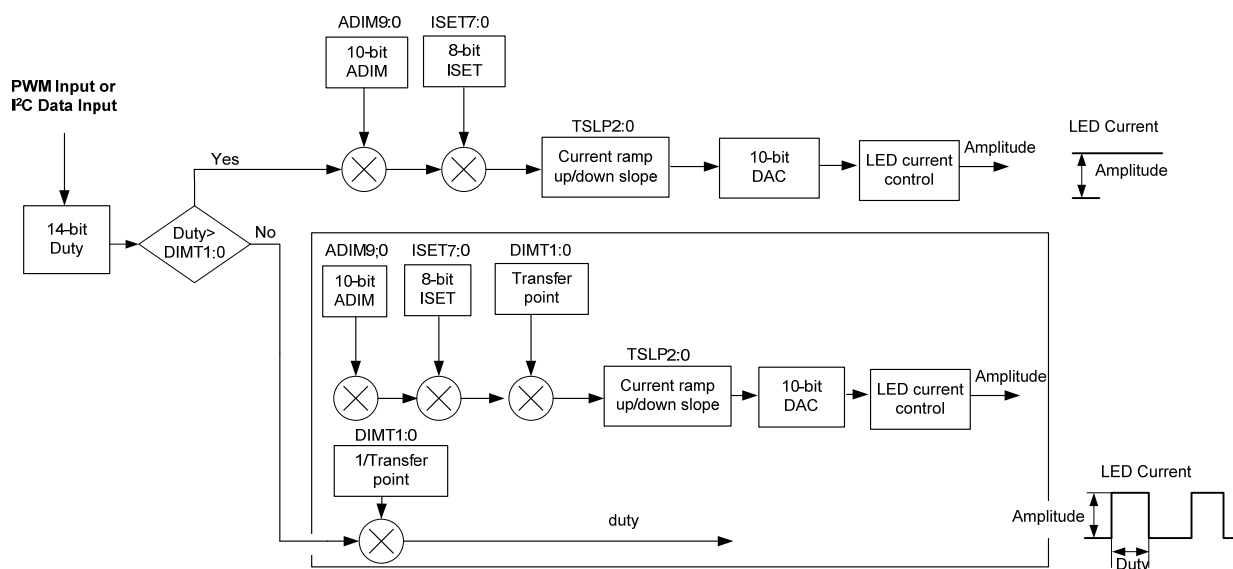 ADIM9:0
ISET7:0
10-bit
ADIM
8-bit
ISET
PWM Input or
I²C Data Input
TSLP2:0
Yes
Current ramp
up/down slope
10-bit
DAC
LED current
control
Amplitude
LED Current
Amplitude
14-bit
Duty
Duty>
DIMT1:0
No
ADIM9;0
ISET7:0
DIMT1:0
10-bit
ADIM
8-bit
ISET
Transfer
point
TSLP2:0
Current ramp
up/down slope
10-bit
DAC
LED current
control
Amplitude
DIMT1:0
1/Transfer
point
duty
LED Current
Amplitude
Duty